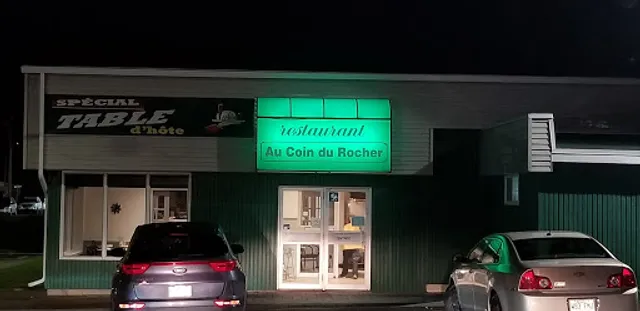 SPÉCIAL
TABLE
d'hôte
restaurant
Au Coin du Rocher